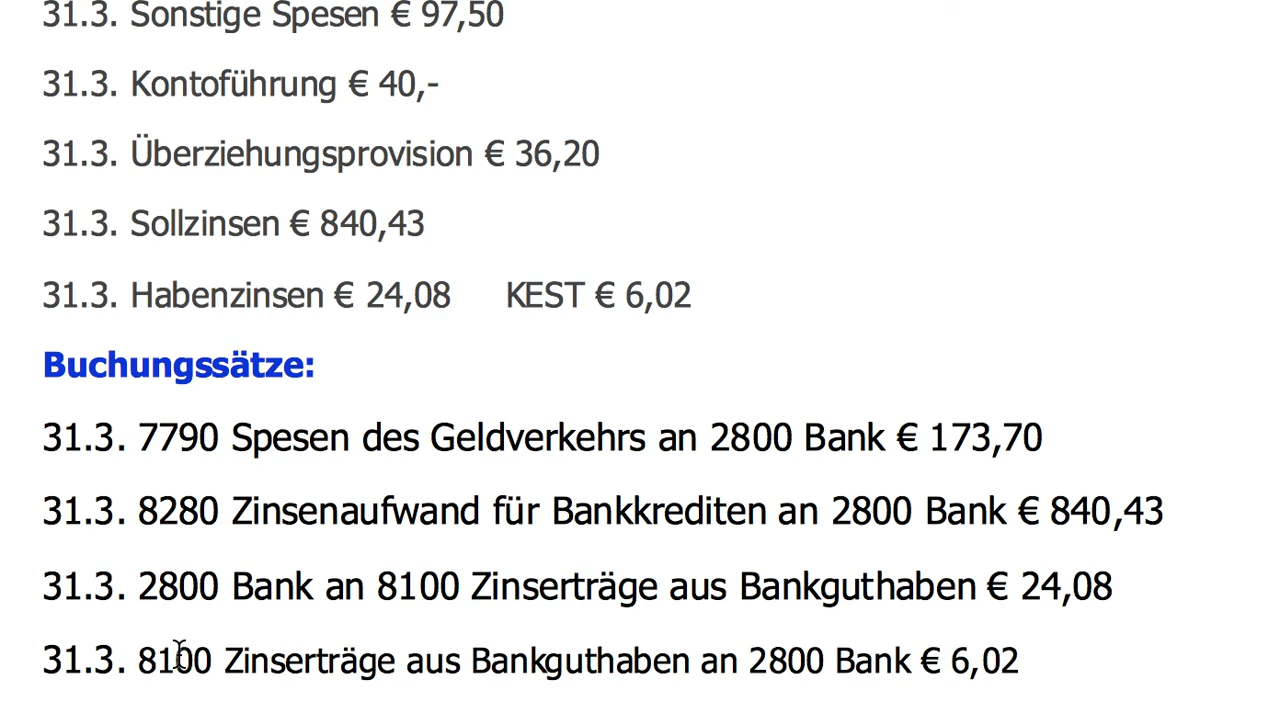 31.3. Sonstige Spesen € 97,50
31.3. Kontoführung € 40,-
31.3. Überziehungsprovision € 36,20
31.3. Sollzinsen € 840,43
31.3. Habenzinsen € 24,08 KEST € 6,02
Buchungssätze:
31.3. 7790 Spesen des Geldverkehrs an 2800 Bank € 173,70
31.3. 8280 Zinsenaufwand für Bankkrediten an 2800 Bank € 840,43
31.3. 2800 Bank an 8100 Zinserträge aus Bankguthaben € 24,08
31.3. 8100 Zinserträge aus Bankguthaben an 2800 Bank € 6,02